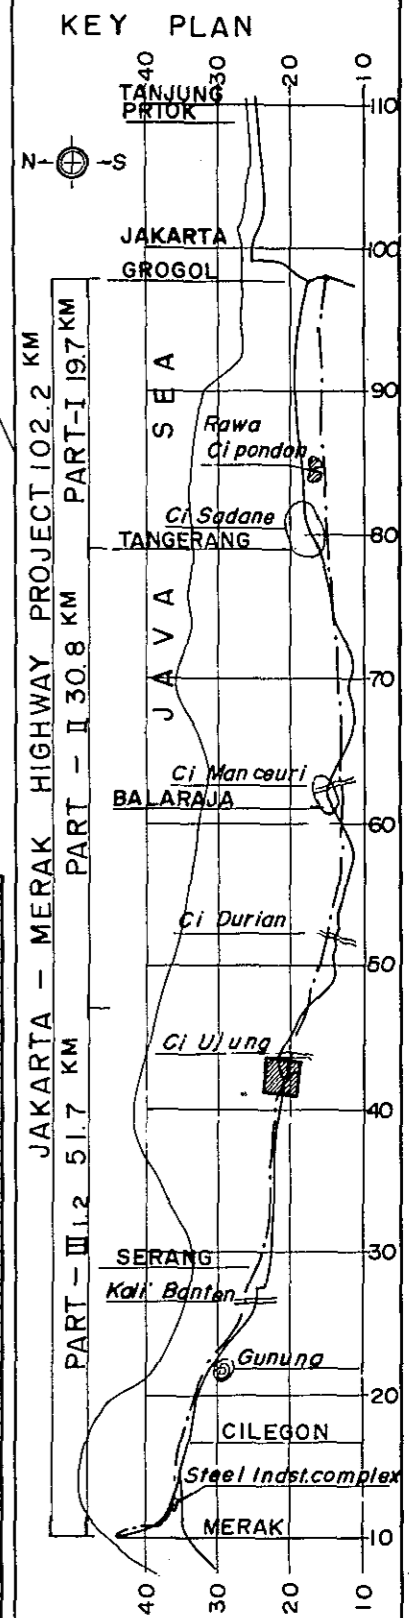 KEY PLAN
40
30
20
10
TANJUNG
PRIOK
110
N
S
JAKARTA
100
GROGOL
JAKARTA – MERAK HIGHWAY PROJECT 102.2 KM
PART-I 19.7 KM
PART - II 30.8 KM
PART - III 1.2 51.7 KM
JAVA SEA
90
Rawa
Cipondoh
Ci Sadane
TANGERANG
80
70
Ci Manceuri
BALARAJA
60
Ci Durian
50
Ci Ujung
40
SERANG
30
Kali Banten
Gunung
20
CILEGON
Steel Indst.complex
MERAK
10
40
30
20
10